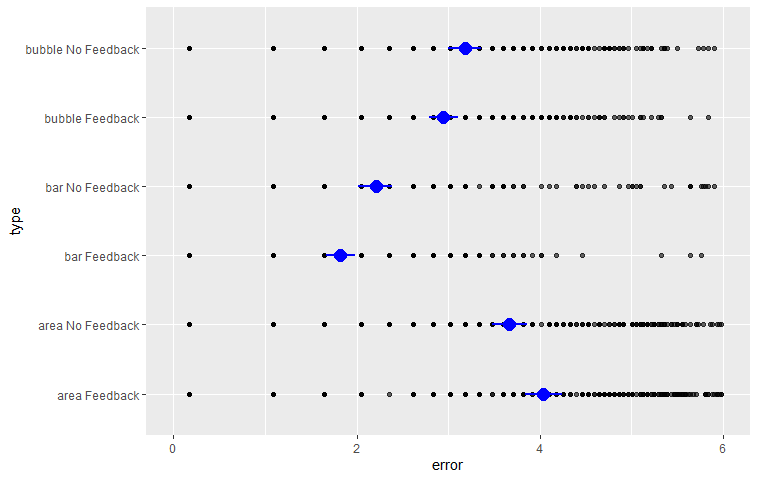 bubble No Feedback
bubble Feedback
bar No Feedback
bar Feedback
area No Feedback
area Feedback
type
0 2 4 6
error